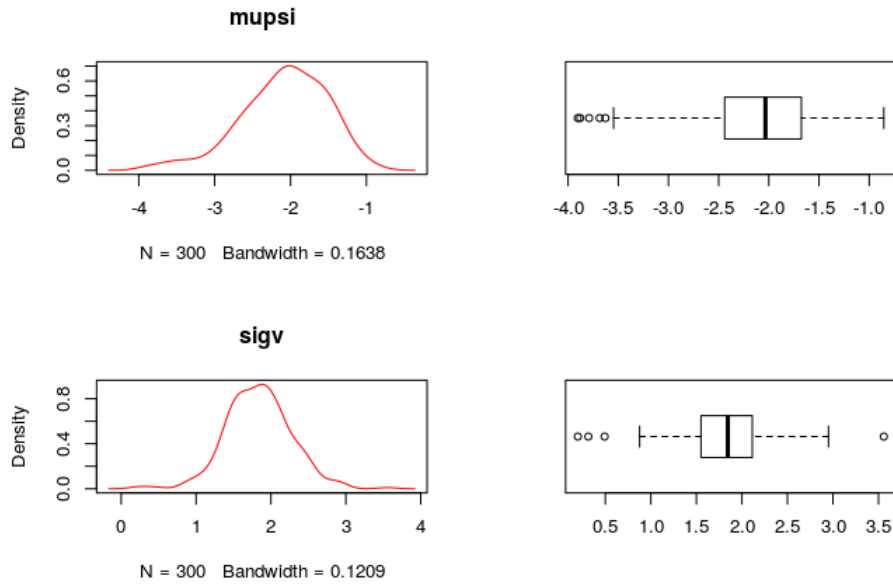 mupsi
Density
0.0 0.3 0.6
-4 -3 -2 -1
N = 300 Bandwidth = 0.1638
-4.0 -3.5 -3.0 -2.5 -2.0 -1.5 -1.0
sigv
Density
0.0 0.4 0.8
0 1 2 3 4
N = 300 Bandwidth = 0.1209
0.5 1.0 1.5 2.0 2.5 3.0 3.5